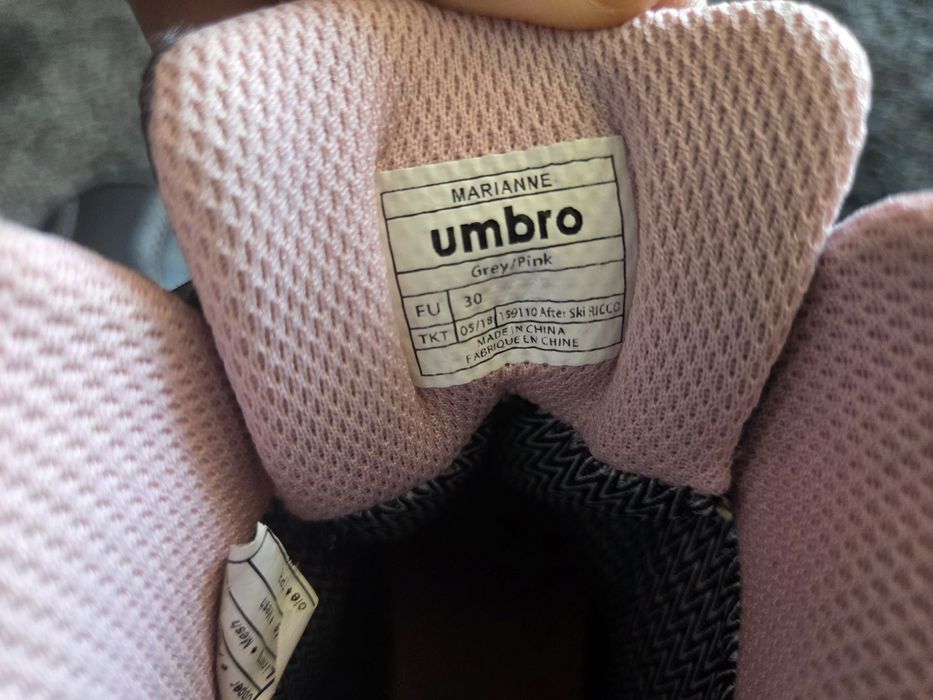 MARIANNE
umbro
Grey/Pink
EU 30
TKT 05/18 159110 After Ski RICCO
MADE IN CHINA
FABRIQUE EN CHINE
Mesh